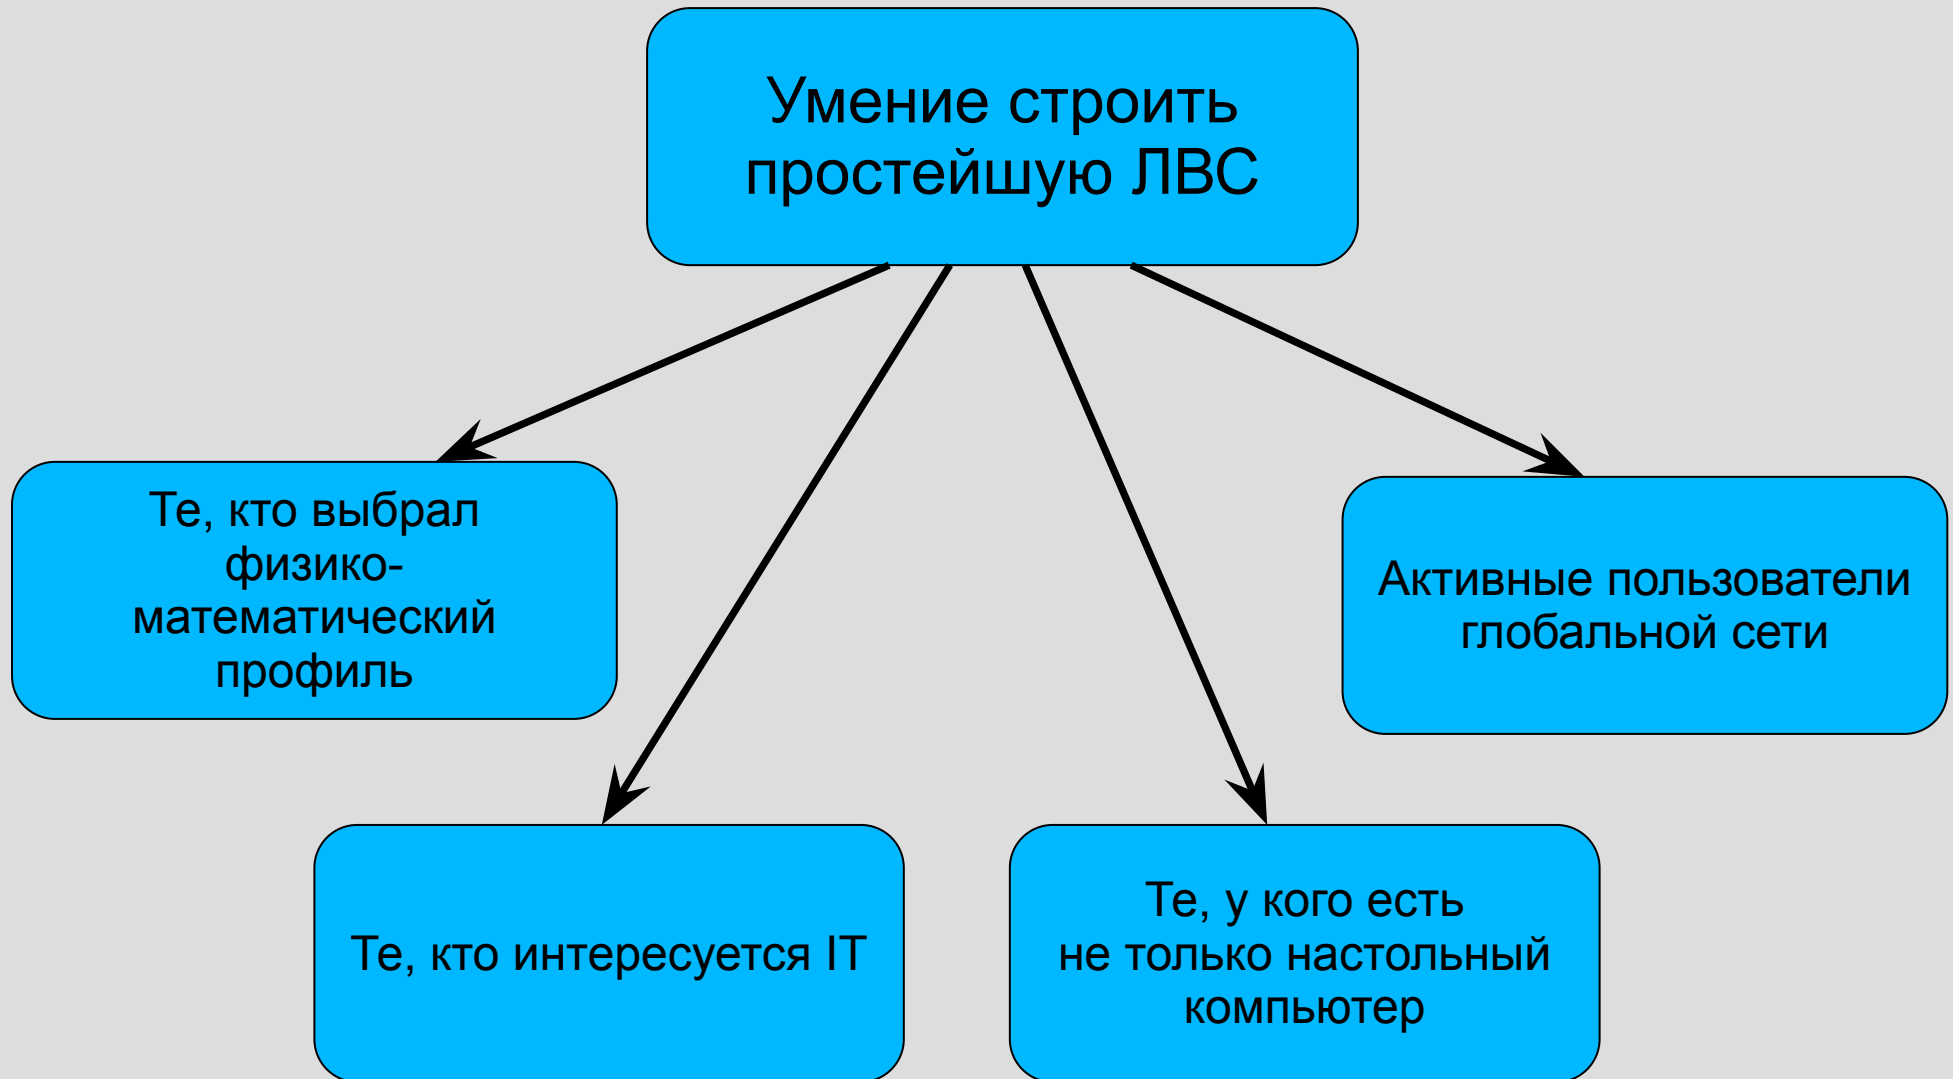 Умение строить
простейшую ЛВС
Те, кто выбрал
физико-
математический
профиль
Активные пользователи
глобальной сети
Те, кто интересуется IT
Те, у кого есть
не только настольный
компьютер